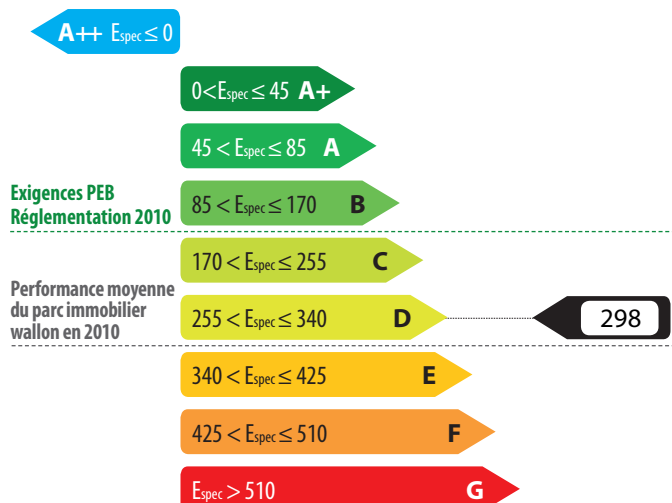 A++ Espec ≤ 0
0<Espec ≤ 45 A+
45 < Espec ≤ 85 A
Exigences PEB
Réglementation 2010
85 < Espec ≤ 170 B
170 < Espec ≤ 255 C
Performance moyenne
du parc immobilier
wallon en 2010
255 < Espec ≤ 340 D
298
340 < Espec ≤ 425 E
425 < Espec ≤ 510 F
Espec > 510 G